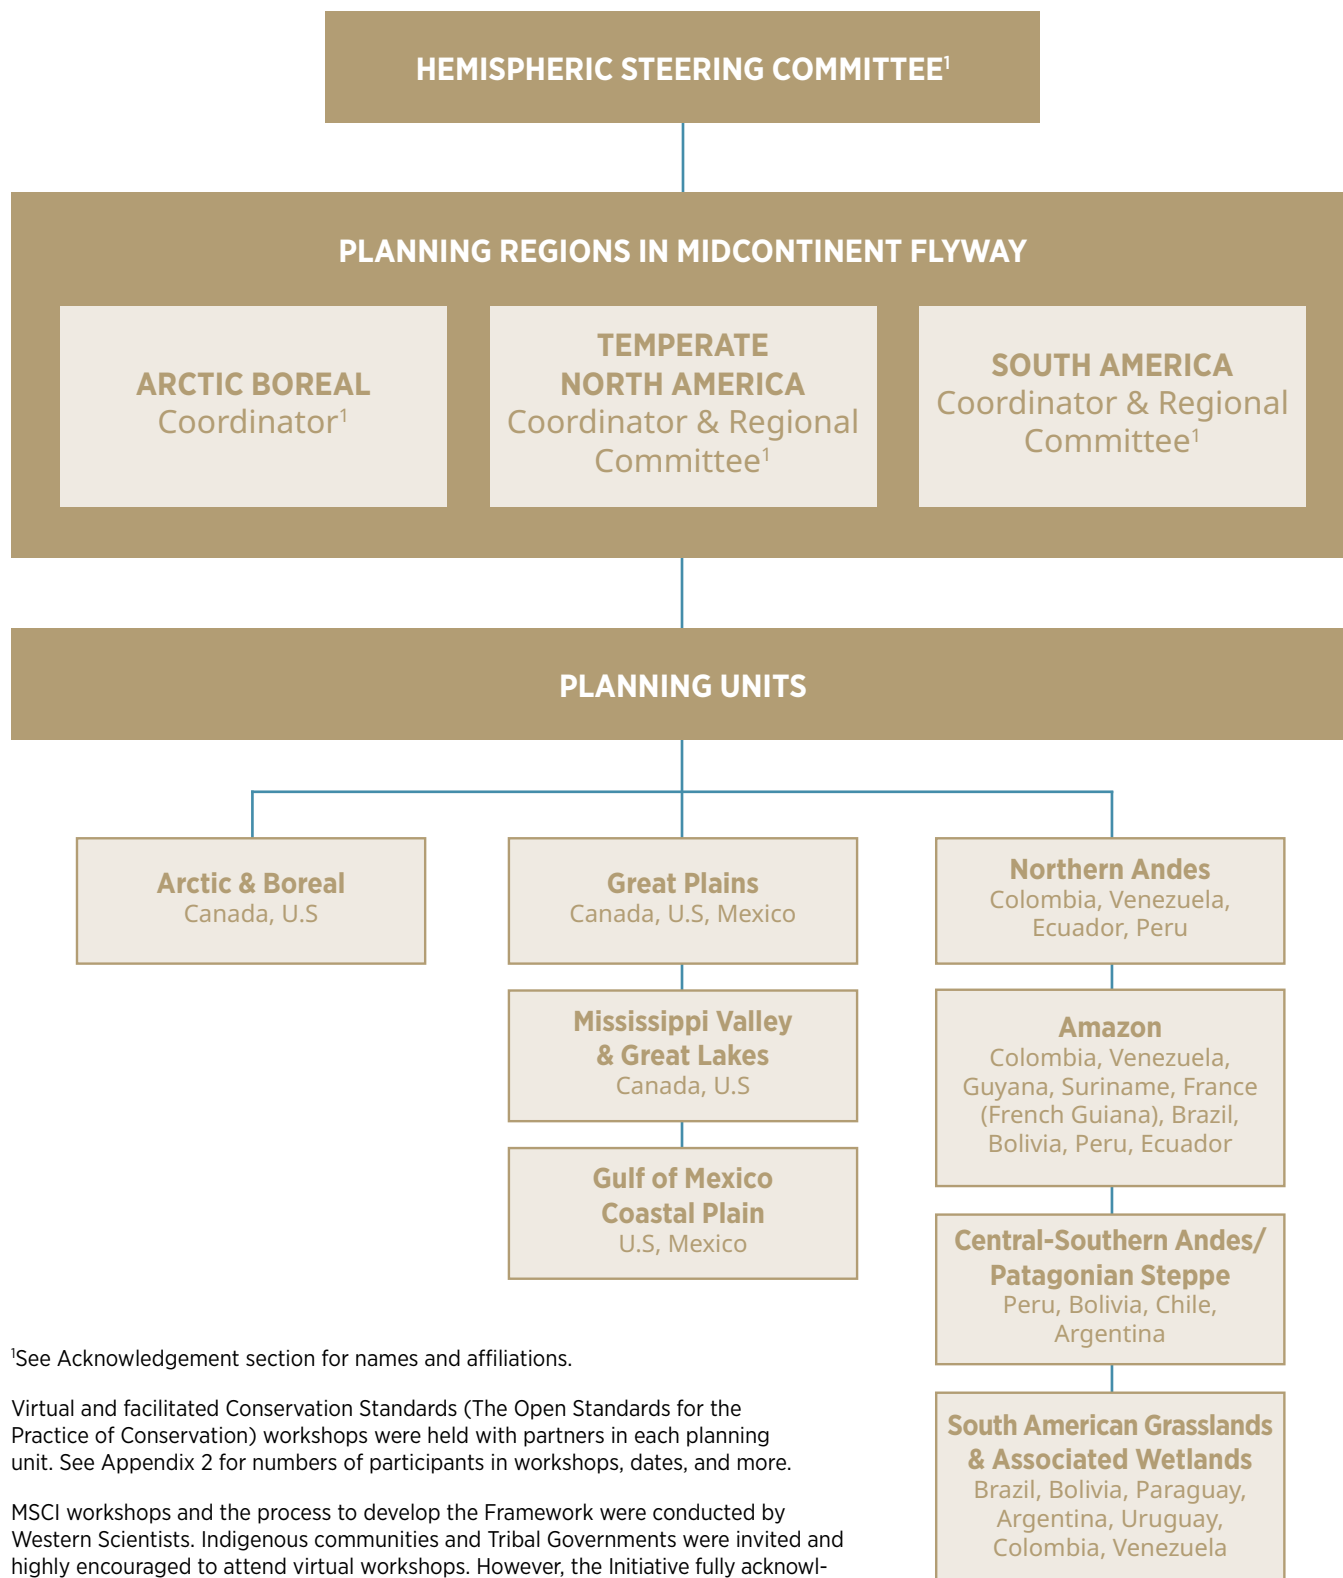 HEMISPHERIC STEERING COMMITTEE¹
PLANNING REGIONS IN MIDCONTINENT FLYWAY
ARCTIC BOREAL
Coordinator¹
TEMPERATE
NORTH AMERICA
Coordinator & Regional
Committee¹
SOUTH AMERICA
Coordinator & Regional
Committee¹
PLANNING UNITS
Arctic & Boreal
Canada, U.S
Great Plains
Canada, U.S, Mexico
Mississippi Valley
& Great Lakes
Canada, U.S
Gulf of Mexico
Coastal Plain
U.S, Mexico
Northern Andes
Colombia, Venezuela,
Ecuador, Peru
Amazon
Colombia, Venezuela,
Guyana, Suriname, France
(French Guiana), Brazil,
Bolivia, Peru, Ecuador
Central-Southern Andes/
Patagonian Steppe
Peru, Bolivia, Chile,
Argentina
South American Grasslands
& Associated Wetlands
Brazil, Bolivia, Paraguay,
Argentina, Uruguay,
Colombia, Venezuela
¹See Acknowledgement section for names and affiliations.
Virtual and facilitated Conservation Standards (The Open Standards for the
Practice of Conservation) workshops were held with partners in each planning
unit. See Appendix 2 for numbers of participants in workshops, dates, and more.
MSCI workshops and the process to develop the Framework were conducted by
Western Scientists. Indigenous communities and Tribal Governments were invited and
highly encouraged to attend virtual workshops. However, the Initiative fully acknowl-